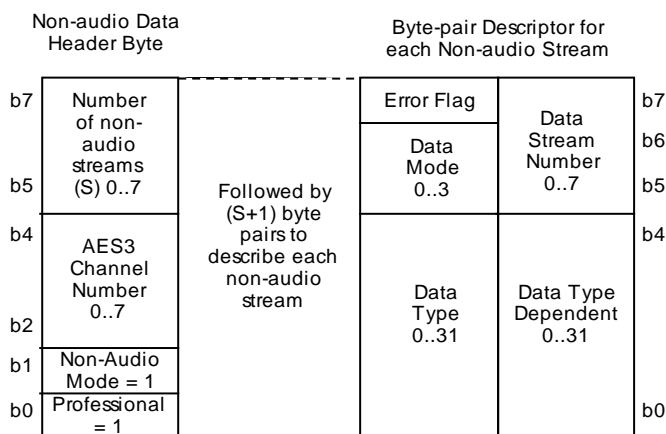 Non-audio Data
Header Byte
Byte-pair Descriptor for
each Non-audio Stream
b7
Number
of non-
audio
streams
(S) 0..7
b5
b4
AES3
Channel
Number
0..7
b2
b1
Non-Audio
Mode = 1
b0
Professional
= 1
Followed by
(S+1) byte
pairs to
describe each
non-audio
stream
Error Flag
Data
Mode
0..3
Data
Type
0..31
Data
Stream
Number
0..7
Data Type
Dependent
0..31
b7
b6
b5
b4
b0